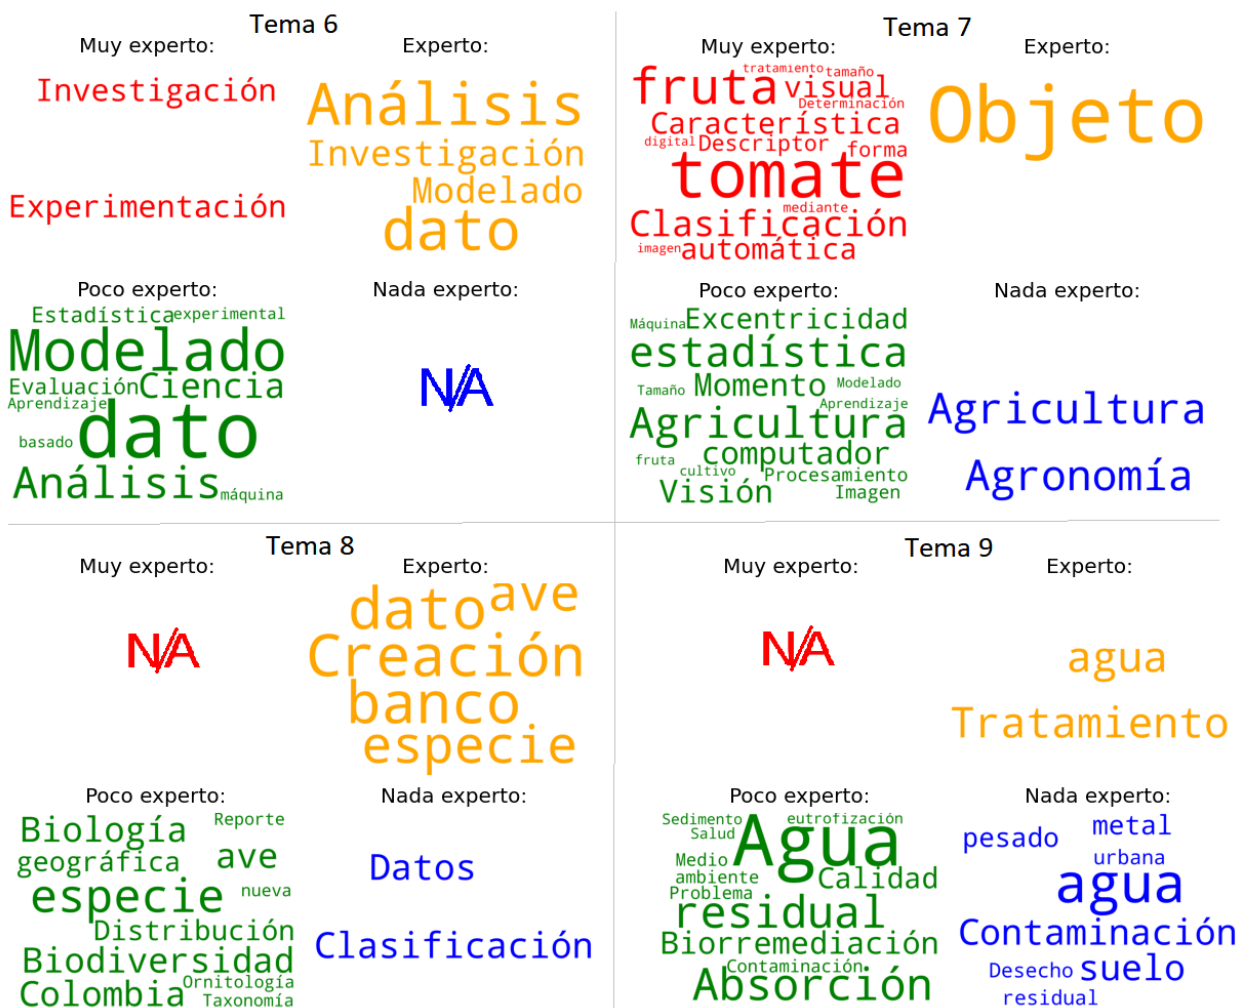 Tema 6
Muy experto:
Investigación
Experimentación
Experto:
Análisis
Investigación
Modelado
dato
Poco experto:
Estadística experimental
Modelado
Evaluación Ciencia
Aprendizaje
basado dato
Análisis máquina
Nada experto:
N/A
Tema 7
Muy experto:
tratamiento tamaño
fruta visual
Determinación
Característica
digital Descriptor forma
tomate
mediante
Clasificación
imagen automática
Experto:
Objeto
Poco experto:
Máquina Excentricidad
estadística
Tamaño Momento Modelado
Aprendizaje
Agricultura
fruta computador
cultivo Procesamiento
Visión Imagen
Nada experto:
Agricultura
Agronomía
Tema 8
Muy experto:
N/A
Experto:
dato ave
Creación
banco
especie
Poco experto:
Biología Reporte
geográfica ave
especie nueva
Distribución
Biodiversidad
Ornitología
Colombia Taxonomía
Nada experto:
Datos
Clasificación
Tema 9
Muy experto:
N/A
Experto:
agua
Tratamiento
Poco experto:
Sedimento eutrofización
Salud Agua
Medio
ambiente Calidad
Problema
residual
Biorremediación
Contaminación
Absorción
Nada experto:
pesado metal
urbana
agua
Contaminación
Desecho suelo
residual